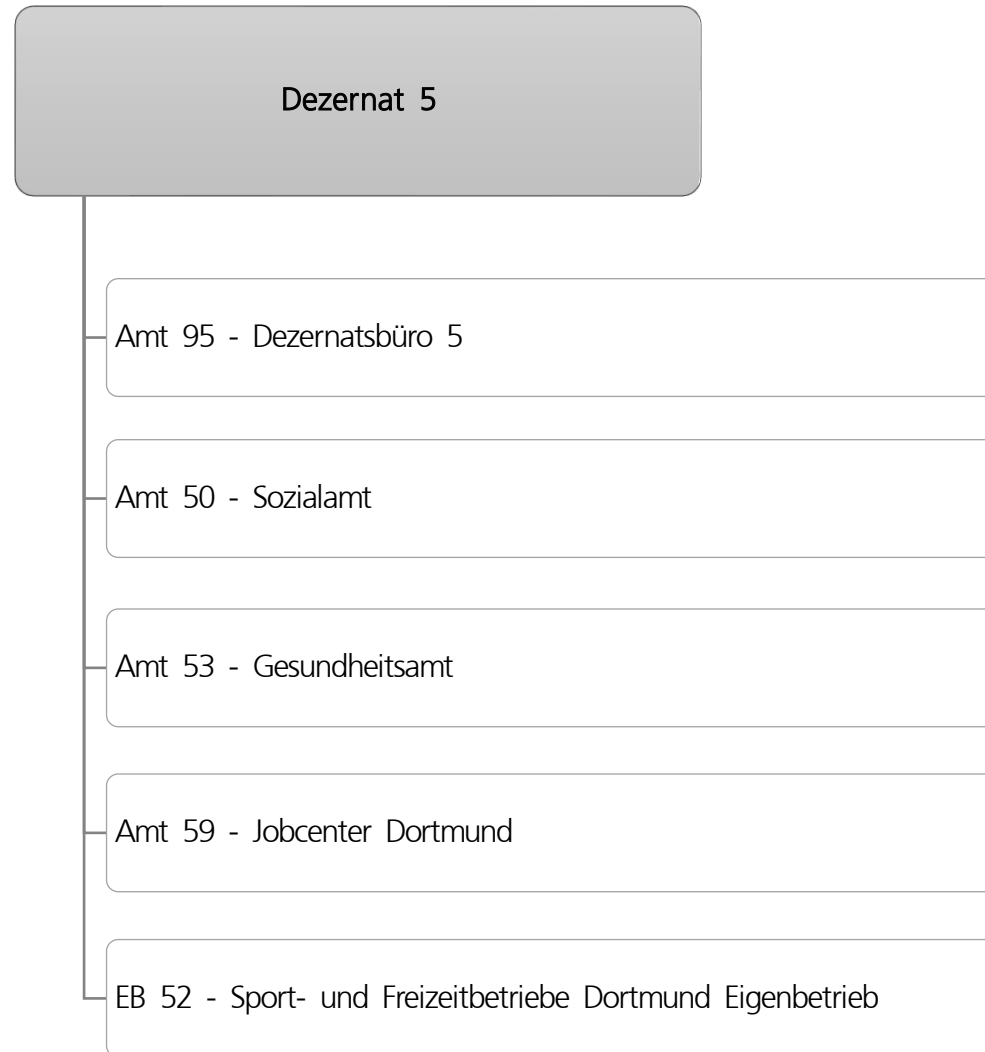 Dezernat 5
Amt 95 - Dezernatsbüro 5
Amt 50 - Sozialamt
Amt 53 - Gesundheitsamt
Amt 59 - Jobcenter Dortmund
EB 52 - Sport- und Freizeitbetriebe Dortmund Eigenbetrieb